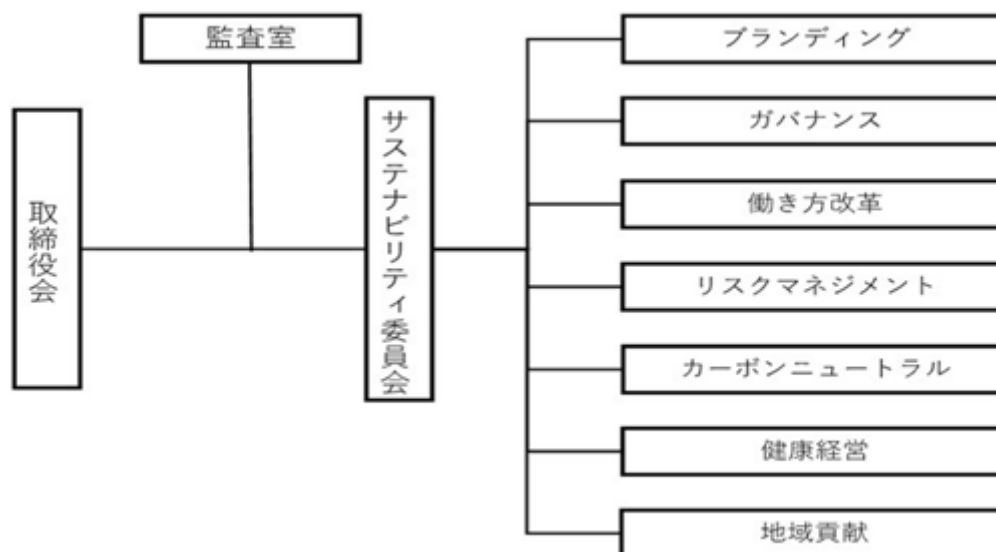 監査室
取締役会
サステナビリティ委員会
ブランディング
ガバナンス
働き方改革
リスクマネジメント
カーボンニュートラル
健康経営
地域貢献